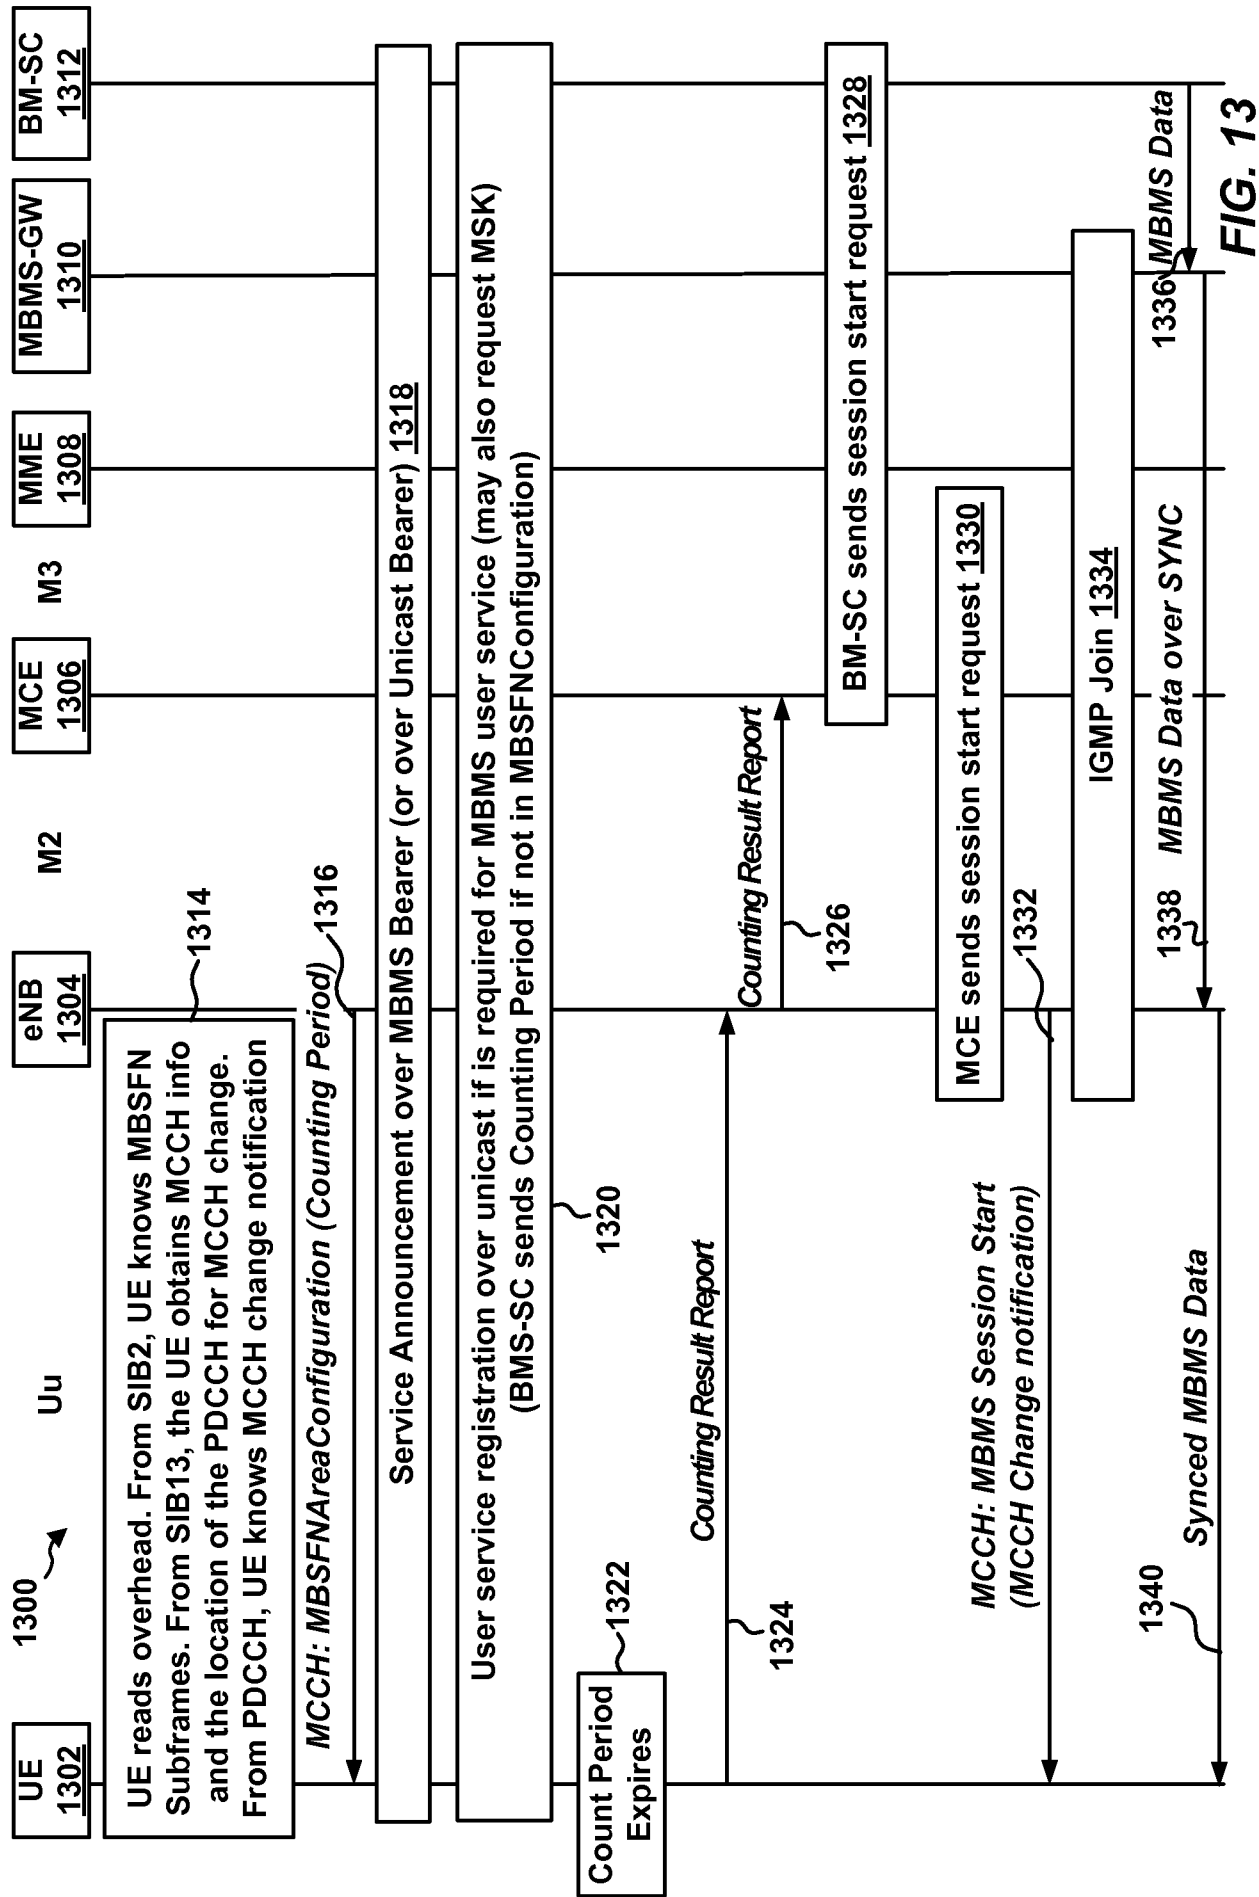 1300
UE
1302
Uu
eNB
1304
M2
MCE
1306
M3
MME
1308
MBMS-GW
1310
BM-SC
1312
UE reads overhead. From SIB2, UE knows MBSFN
Subframes. From SIB13, the UE obtains MCCH info
and the location of the PDCCH for MCCH change.
From PDCCH, UE knows MCCH change notification
1314
MCCH: MBSFNAreaConfiguration (Counting Period)
1316
Service Announcement over MBMS Bearer (or over Unicast Bearer) 1318
User service registration over unicast if is required for MBMS user service (may also request MSK)
(BMS-SC sends Counting Period if not in MBSFNConfiguration)
1320
Count Period
Expires
1322
Counting Result Report
1324
Counting Result Report
1326
BM-SC sends session start request 1328
MCE sends session start request 1330
MCCH: MBMS Session Start
(MCCH Change notification)
1332
IGMP Join 1334
1336
MBMS Data
1338
MBMS Data over SYNC
1340
Synced MBMS Data
FIG. 13